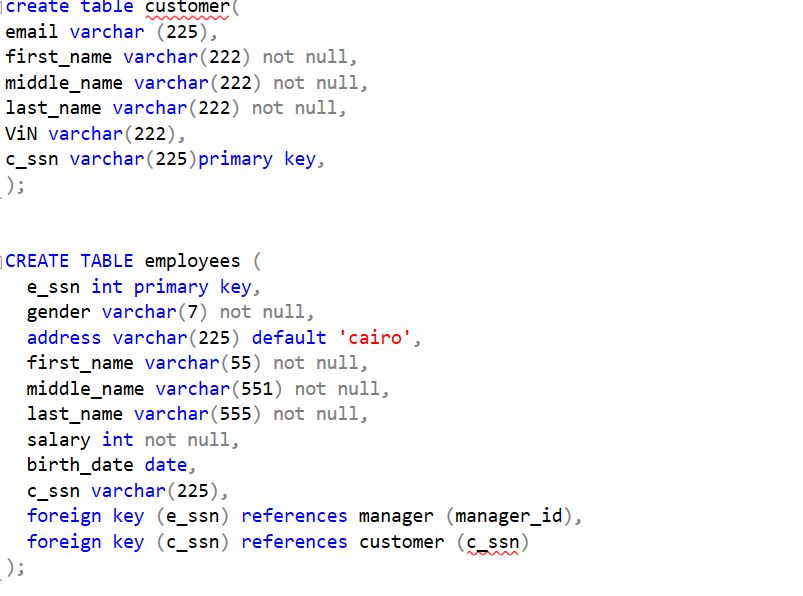 create table customer(
email varchar (225),
first_name varchar(222) not null,
middle_name varchar(222) not null,
last_name varchar(222) not null,
ViN varchar(222),
c_ssn varchar(225)primary key,
);
CREATE TABLE employees (
e_ssn int primary key,
gender varchar(7) not null,
address varchar(225) default 'cairo',
first_name varchar(55) not null,
middle_name varchar(551) not null,
last_name varchar(555) not null,
salary int not null,
birth_date date,
c_ssn varchar(225),
foreign key (e_ssn) references manager (manager_id),
foreign key (c_ssn) references customer (c_ssn)
);